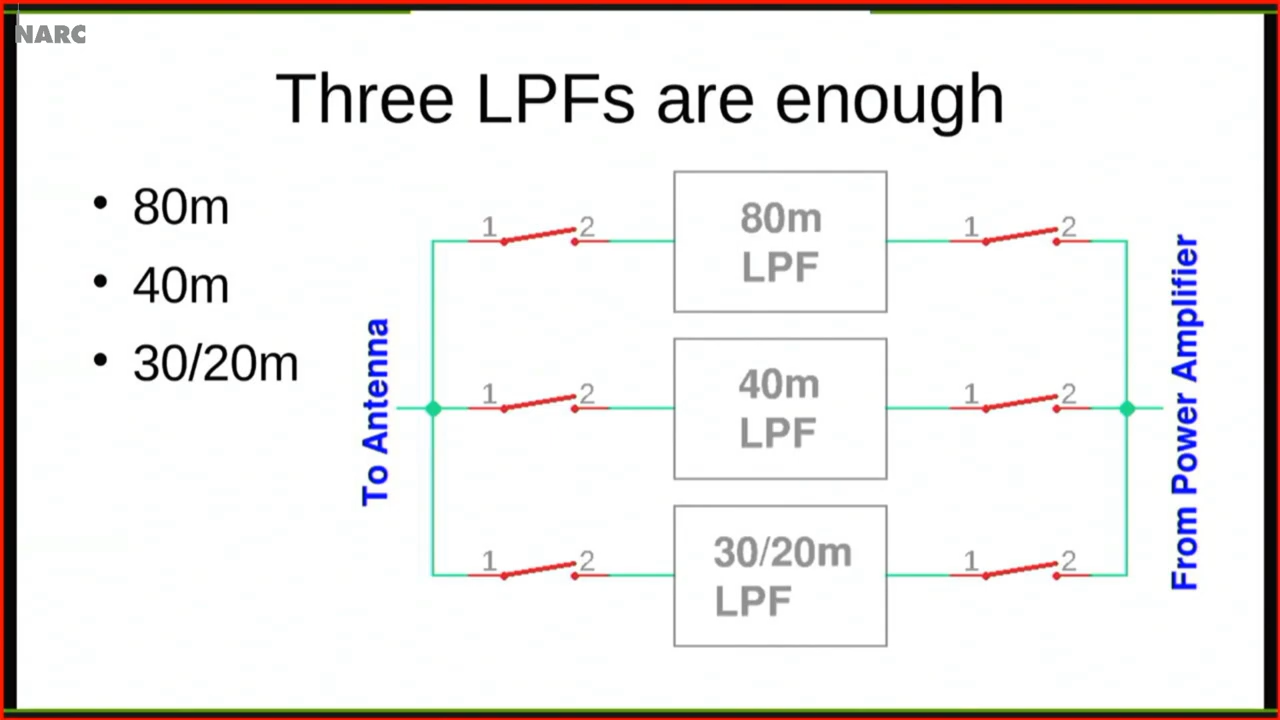 NARC
Three LPFs are enough
• 80m
• 40m
• 30/20m
To Antenna
1 2
80m
LPF
1 2
1 2
40m
LPF
1 2
1 2
30/20m
LPF
1 2
From Power Amplifier